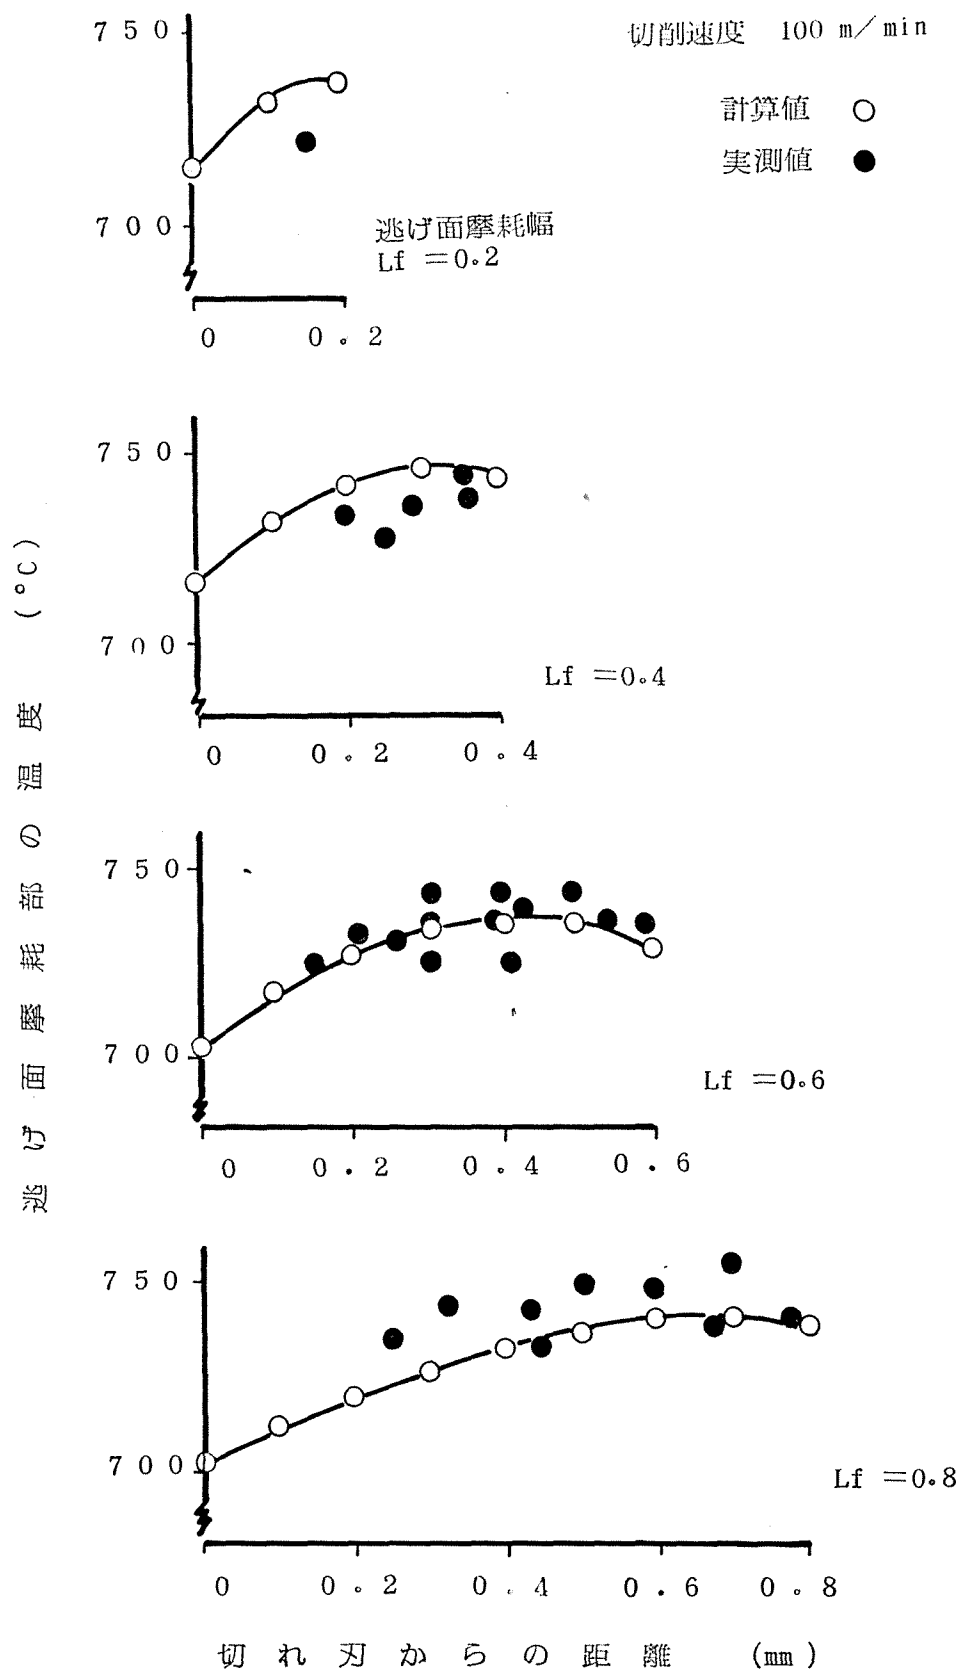 切削速度 100 m/min
計算値 ○
実測値 ●
750
700
逃げ面摩耗幅
Lf =0.2
0 0.2
750
700
Lf =0.4
0 0.2 0.4
750
700
Lf =0.6
0 0.2 0.4 0.6
750
700
Lf =0.8
0 0.2 0.4 0.6 0.8
切れ刃からの距離 (mm)
逃げ面摩耗部の温度 (°C)